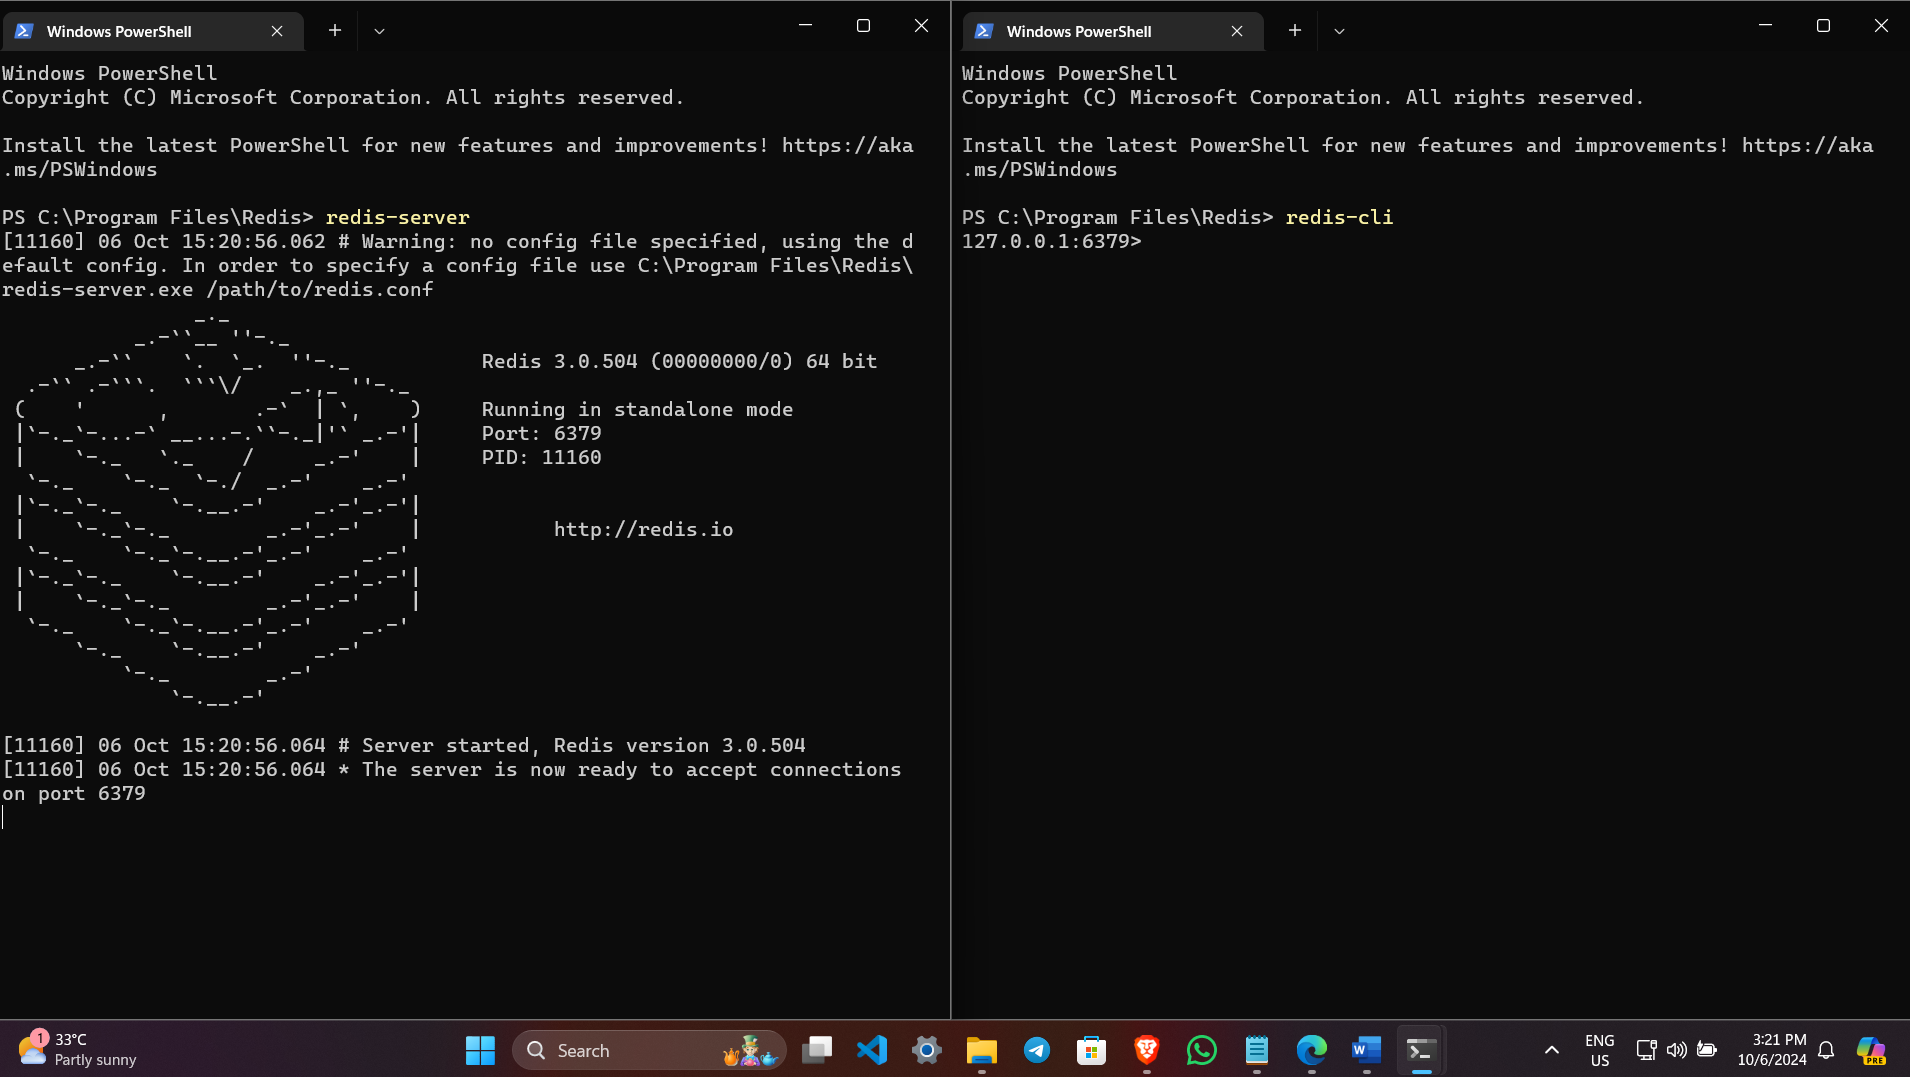 Windows PowerShell
Windows PowerShell
Copyright (C) Microsoft Corporation. All rights reserved.
Install the latest PowerShell for new features and improvements! https://aka
.ms/PSWindows
PS C:\Program Files\Redis> redis-server
[11160] 06 Oct 15:20:56.062 # Warning: no config file specified, using the d
efault config. In order to specify a config file use C:\Program Files\Redis\
redis-server.exe /path/to/redis.conf
Redis 3.0.504 (00000000/0) 64 bit
Running in standalone mode
Port: 6379
PID: 11160
http://redis.io
[11160] 06 Oct 15:20:56.064 # Server started, Redis version 3.0.504
[11160] 06 Oct 15:20:56.064 * The server is now ready to accept connections
on port 6379
Windows PowerShell
Windows PowerShell
Copyright (C) Microsoft Corporation. All rights reserved.
Install the latest PowerShell for new features and improvements! https://aka
.ms/PSWindows
PS C:\Program Files\Redis> redis-cli
127.0.0.1:6379>
1
33°C
Partly sunny
Search
W
ENG
US
3:21 PM
10/6/2024
PRE